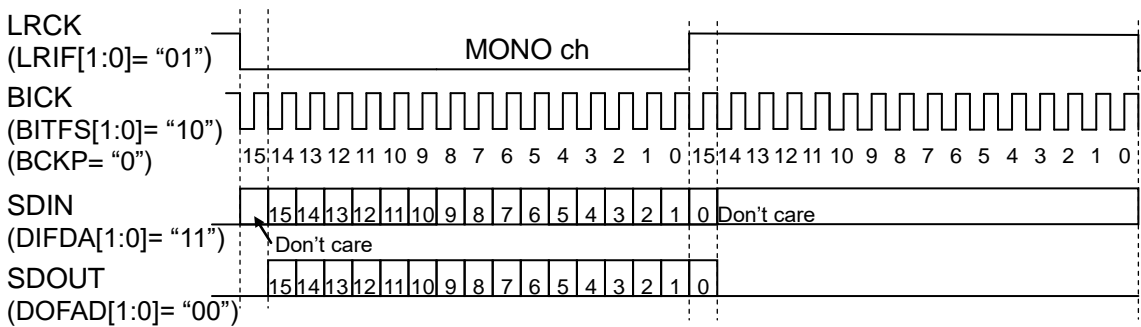 LRCK
(LRIF[1:0]= “01”)
MONO ch
BICK
(BITFS[1:0]= “10”)
(BCKP= “0”)
15 14 13 12 11 10 9 8 7 6 5 4 3 2 1 0 15 14 13 12 11 10 9 8 7 6 5 4 3 2 1 0
SDIN
(DIFDA[1:0]= “11”)
15 14 13 12 11 10 9 8 7 6 5 4 3 2 1 0 Don’t care
Don’t care
SDOUT
(DOFAD[1:0]= “00”)
15 14 13 12 11 10 9 8 7 6 5 4 3 2 1 0